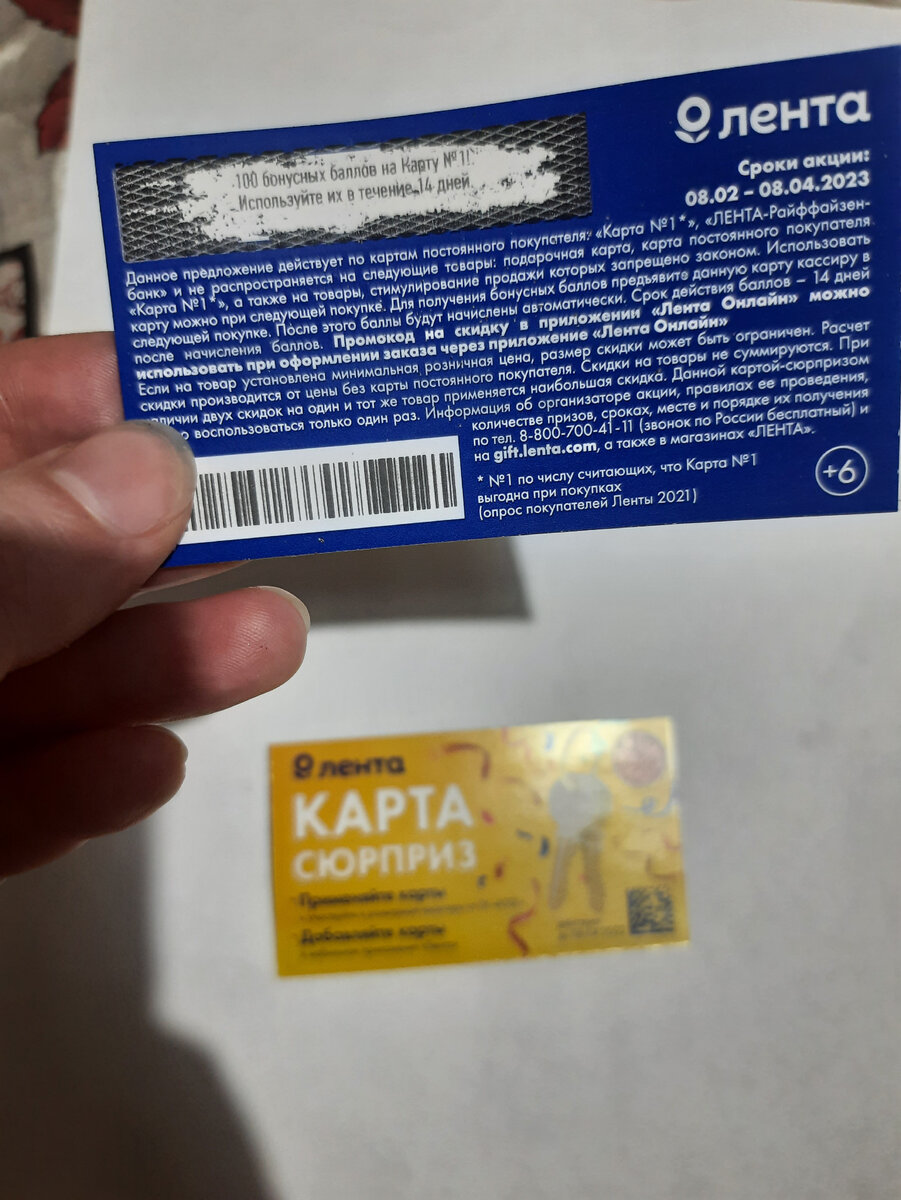 лента
Сроки акции:
08.02 – 08.04.2023
100 бонусных баллов на Карту №1!
Используйте их в течение 14 дней.
Данное предложение действует по картам постоянного покупателя: «Карта №1*», «ЛЕНТА-Райффайзен-
банк» и не распространяется на следующие товары: подарочная карта, карта постоянного покупателя
«Карта №1*», а также на товары, стимулирование продажи которых запрещено законом. Использовать
карту можно при следующей покупке. Для получения бонусных баллов предъявите данную карту кассиру в
следующей покупке. После этого баллы будут начислены автоматически. Срок действия баллов – 14 дней
после начисления баллов. Промокод на скидку в приложении «Лента Онлайн» можно
использовать при оформлении заказа через приложение «Лента Онлайн»
Если на товар установлена минимальная розничная цена, размер скидки может быть ограничен. Расчет
скидки производится от цены без карты постоянного покупателя. Скидки на товары не суммируются. При
наличии двух скидок на один и тот же товар применяется наибольшая скидка. Данной картой-сюрпризом
воспользоваться только один раз. Информация об организаторе акции, правилах ее проведения,
количестве призов, сроках, месте и порядке их получения
по тел. 8-800-700-41-11 (звонок по России бесплатный) и
на gift.lenta.com, а также в магазинах «ЛЕНТА».
* №1 по числу считающих, что Карта №1
выгодна при покупках
(опрос покупателей Ленты 2021)
+6
лента
КАРТА
СЮРПРИЗ
Применяйте карты
Добавляйте карты